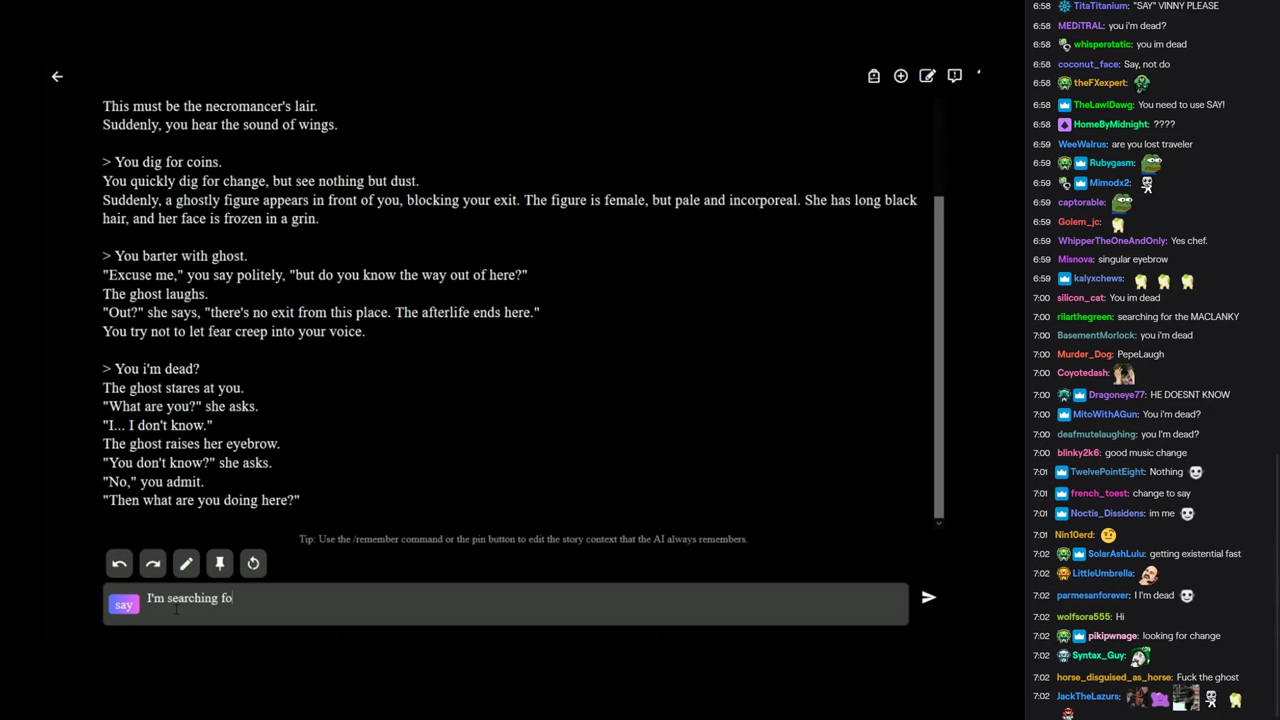 This must be the necromancer's lair.
Suddenly, you hear the sound of wings.
> You dig for coins.
You quickly dig for change, but see nothing but dust.
Suddenly, a ghostly figure appears in front of you, blocking your exit. The figure is female, but pale and incorporeal. She has long black
hair, and her face is frozen in a grin.
> You barter with ghost.
"Excuse me," you say politely, "but do you know the way out of here?"
The ghost laughs.
"Out?" she says, "there's no exit from this place. The afterlife ends here."
You try not to let fear creep into your voice.
> You i'm dead?
The ghost stares at you.
"What are you?" she asks.
"I... I don't know."
The ghost raises her eyebrow.
"You don't know?" she asks.
"No," you admit.
"Then what are you doing here?"
Tip: Use the /remember command or the pin button to edit the story context that the AI always remembers.
say I'm searching fo
6:58 TitaTitanium: "SAY" VINNY PLEASE
6:58 MEDiTRAL: you i'm dead?
6:58 whisperstatic: you im dead
6:58 coconut_face: Say, not do
6:58 theFXexpert:
6:58 TheLawlDawg: You need to use SAY!
6:58 HomeByMidnight: ????
6:59 WeeWalrus: are you lost traveler
6:59 Rubygasm:
6:59 Mimodx2:
6:59 captorable:
6:59 Golem_jc:
6:59 WhipperTheOneAndOnly: Yes chef.
6:59 Misnova: singular eyebrow
6:59 kalyxchews:
7:00 silicon_cat: You im dead
7:00 rilarthegreen: searching for the MACLANKY
7:00 BasementMorlock: you i'm dead
7:00 Murder_Dog: PepeLaugh
7:00 Coyotedash:
7:00 Dragoneye77: HE DOESNT KNOW
7:00 MitoWithAGun: You i'm dead?
7:00 deafmutelaughing: you I'm dead?
7:00 blinky2k6: good music change
7:01 TwelvePointEight: Nothing
7:01 french_toest: change to say
7:01 Noctis_Dissidens: im me
7:01 Nin10erd:
7:02 SolarAshLulu: getting existential fast
7:02 LittleUmbrella:
7:02 parmesanforever: I I'm dead
7:02 wolfsora555: Hi
7:02 pikipwnage: looking for change
7:02 Syntax_Guy:
7:02 horse_disguised_as_horse: Fuck the ghost
7:02 JackTheLazurs: